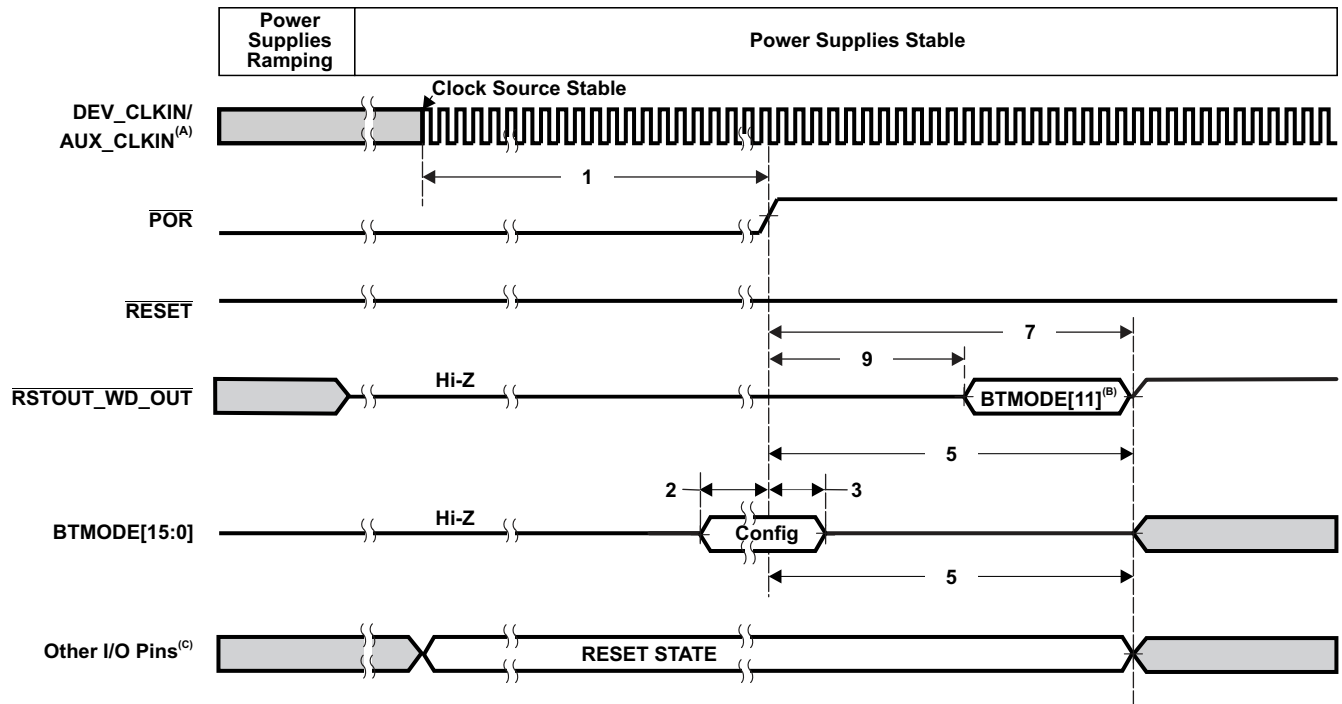 Power
Supplies
Ramping
Power Supplies Stable
Clock Source Stable
DEV_CLKIN/
AUX_CLKIN(A)
1
POR
RESET
7
9
RSTOUT_WD_OUT
Hi-Z
BTMODE[11](B)
5
2
3
BTMODE[15:0]
Hi-Z
Config
5
Other I/O Pins(C)
RESET STATE